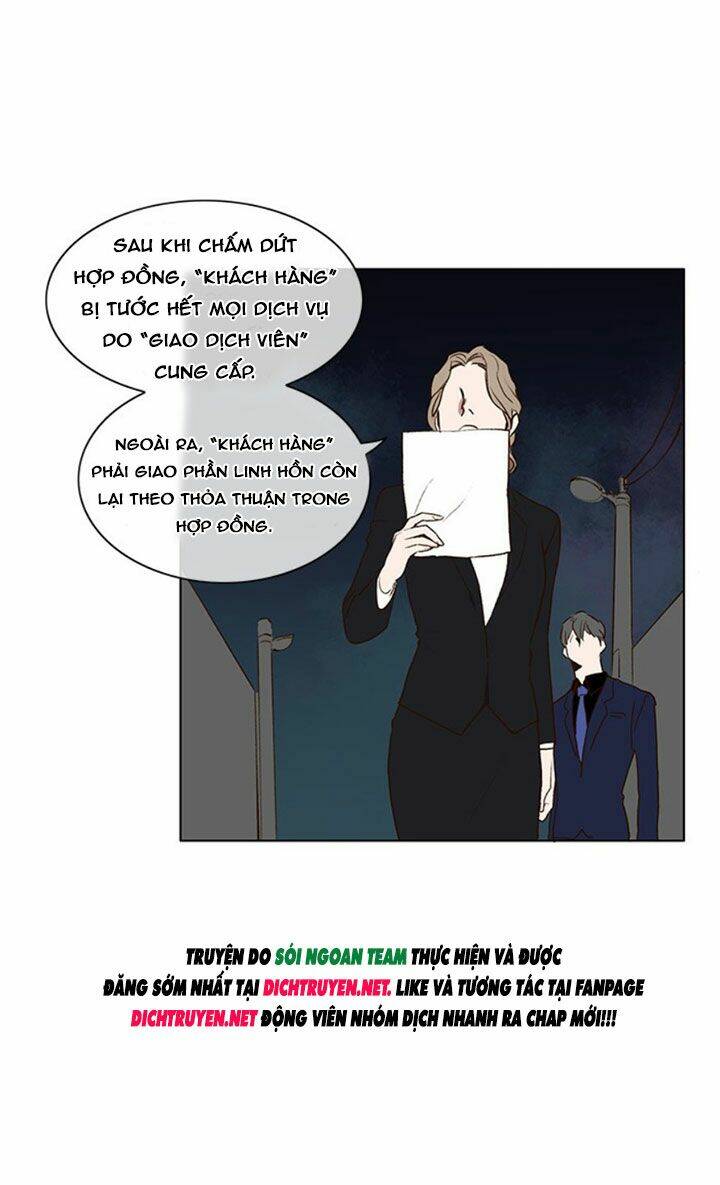 SAU KHI CHẤM DỨT
HỢP ĐỒNG, "KHÁCH HÀNG"
BỊ TƯỚC HẾT MỌI DỊCH VỤ
DO "GIAO DỊCH VIÊN"
CUNG CẤP.
NGOÀI RA, "KHÁCH HÀNG"
PHẢI GIAO PHẦN LINH HỒN CÒN
LẠI THEO THỎA THUẬN TRONG
HỢP ĐỒNG.
TRUYỆN DO SÓI NGOAN TEAM THỰC HIỆN VÀ ĐƯỢC
ĐĂNG SỚM NHẤT TẠI DICHTRUYEN.NET. LIKE VÀ TƯƠNG TÁC TẠI FANPAGE
DICHTRUYEN.NET ĐỘNG VIÊN NHÓM DỊCH NHANH RA CHAP MỚI!!!